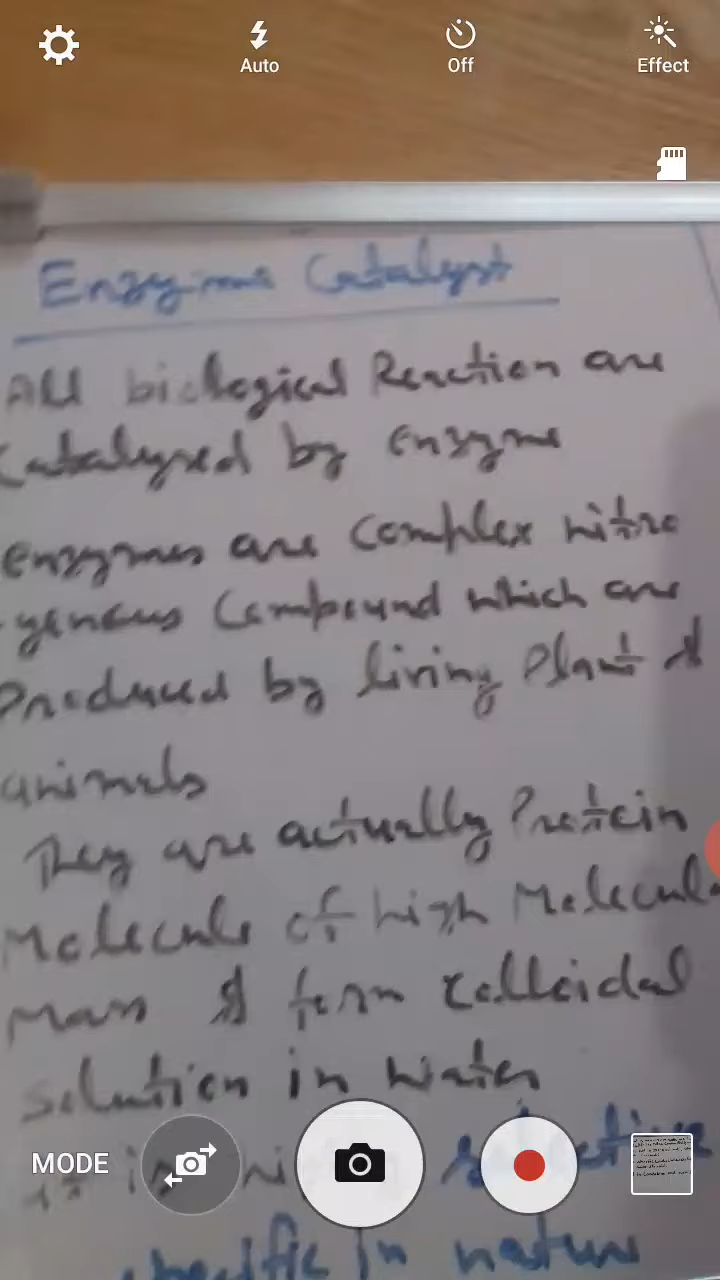 Auto
Off
Effect
Enzyme Catalyst
All biological Reaction are
Catalysed by enzyme
enzymes are complex nitro
-genous Compound which are
Produced by living Plant &
animals
They are actually Protein
Molecule of high Molecula
Mass & form colloidal
solution in water
MODE
specific in nature